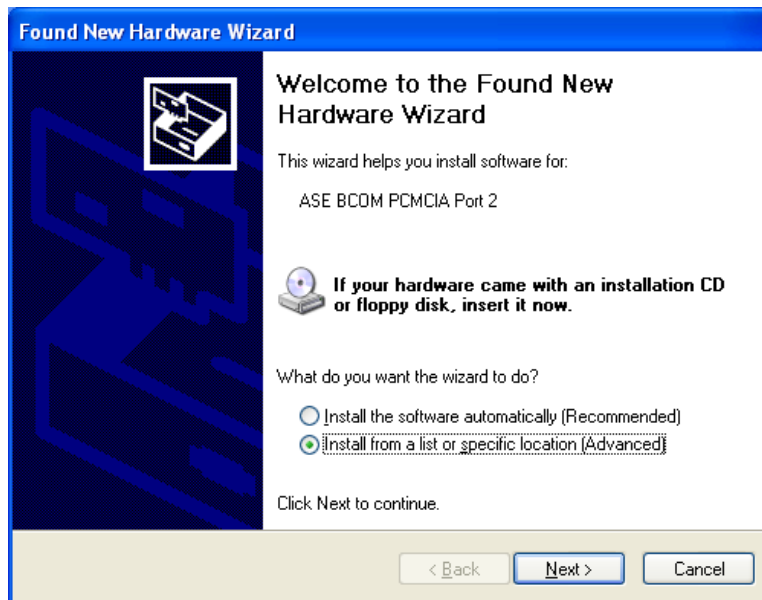 Found New Hardware Wizard
Welcome to the Found New
Hardware Wizard
This wizard helps you install software for:
ASE BCOM PCMCIA Port 2
If your hardware came with an installation CD
or floppy disk, insert it now.
What do you want the wizard to do?
Install the software automatically (Recommended)
Install from a list or specific location (Advanced)
Click Next to continue.
< Back Next > Cancel